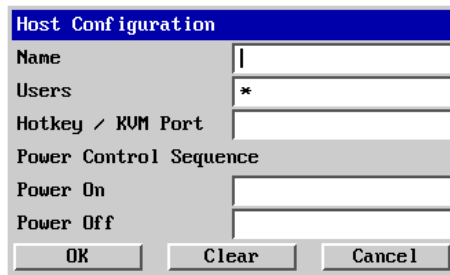 Host Configuration
Name
Users *
Hotkey / KVM Port
Power Control Sequence
Power On
Power Off
OK Clear Cancel